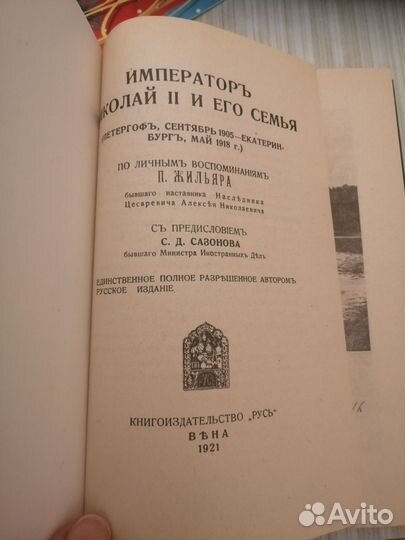 ИМПЕРАТОРЪ
ИКОЛАЙ II И ЕГО СЕМЬЯ
(ПЕТЕРГОФЪ, СЕНТЯБРЬ 1905—ЕКАТЕРИН-
БУРГЪ, МАЙ 1918 г.)
ПО ЛИЧНЫМЪ ВОСПОМИНАНІЯМЪ
П. ЖИЛЬЯРА
бывшаго наставника Наслѣдника
Цесаревича Алексѣя Николаевича
СЪ ПРЕДИСЛОВІЕМЪ
С. Д. САЗОНОВА
бывшаго Министра Иностранныхъ Дѣлъ
ЕДИНСТВЕННОЕ ПОЛНОЕ РАЗРѢШЕННОЕ АВТОРОМЪ
РУССКОЕ ИЗДАНІЕ
КНИГОИЗДАТЕЛЬСТВО „РУСЬ"
ВѢНА
1921
16
Avito